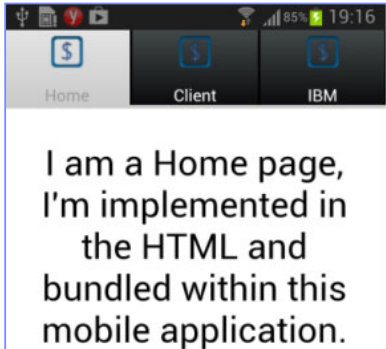 85% 19:16
$ $ $
Home Client IBM
I am a Home page,
I'm implemented in
the HTML and
bundled within this
mobile application.